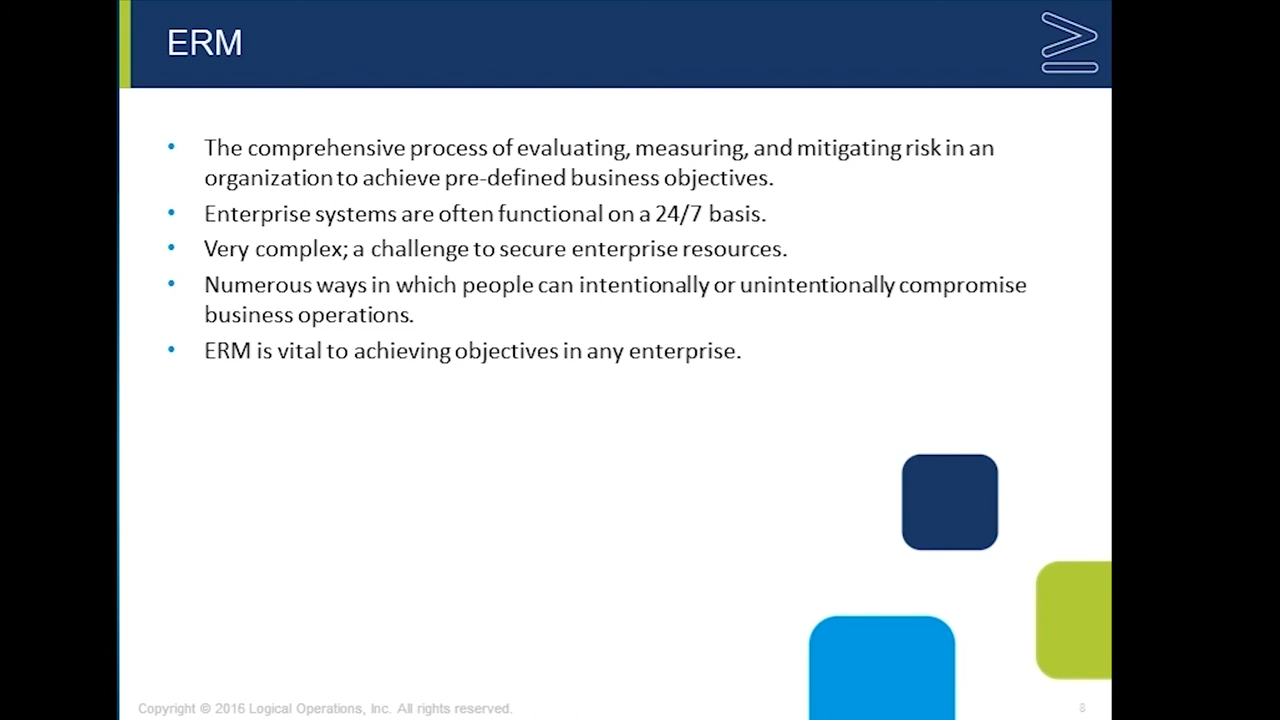 ERM
• The comprehensive process of evaluating, measuring, and mitigating risk in an
organization to achieve pre-defined business objectives.
• Enterprise systems are often functional on a 24/7 basis.
• Very complex; a challenge to secure enterprise resources.
• Numerous ways in which people can intentionally or unintentionally compromise
business operations.
• ERM is vital to achieving objectives in any enterprise.
Copyright © 2016 Logical Operations, Inc. All rights reserved.
8